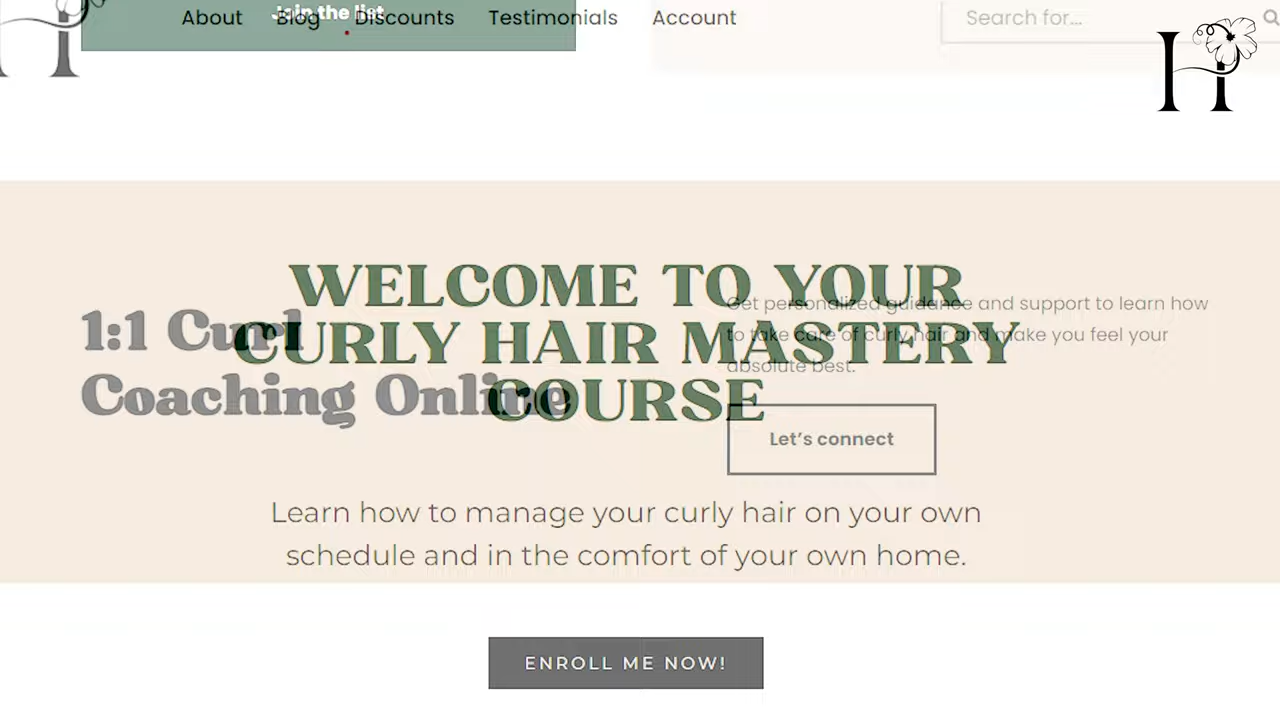 Join the list
About Blog Discounts Testimonials Account
Search for...
H
WELCOME TO YOUR
CURLY HAIR MASTERY
COURSE
1:1 Curl
Coaching Online
Get personalized guidance and support to learn how
to take care of curly hair and make you feel your
absolute best.
Let's connect
Learn how to manage your curly hair on your own
schedule and in the comfort of your own home.
ENROLL ME NOW!